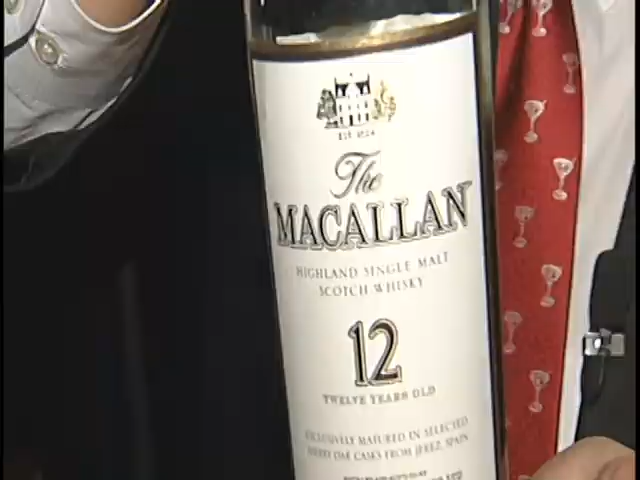 EST. 1824
The
MACALLAN
HIGHLAND SINGLE MALT
SCOTCH WHISKY
12
TWELVE YEARS OLD
EXCLUSIVELY MATURED IN SELECTED
SHERRY OAK CASKS FROM JEREZ, SPAIN